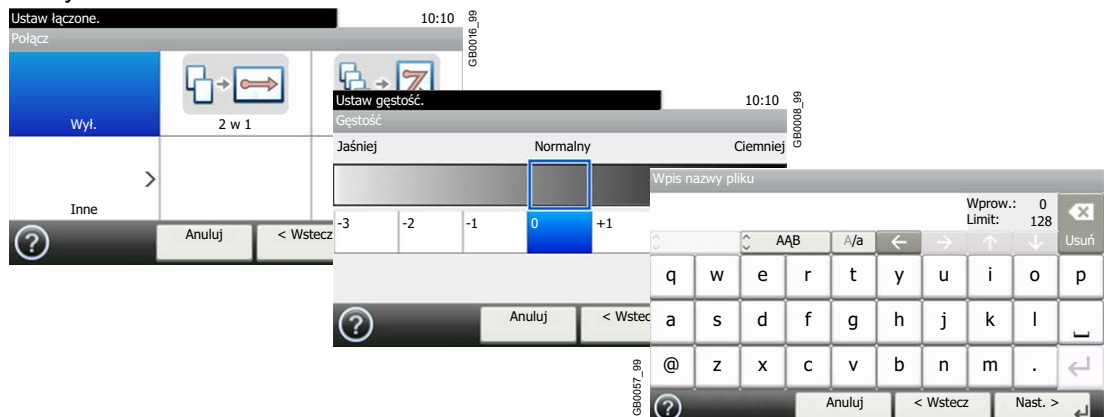 Ustaw łączone. 10:10
Połącz
Wył.
2 w 1
Inne
Anuluj < Wstecz
GB0016_99
Ustaw gęstość. 10:10
Gęstość
Jaśniej Normalny Ciemniej
-3 -2 -1 0 +1
Anuluj
GB0008_99
Wpis nazwy pliku
Wprow.: 0
Limit: 128
AĄB A/a Usuń
q w e r t y u i o p
a s d f g h j k l
@ z x c v b n m .
Anuluj < Wstecz Nast. >
GB0057_99